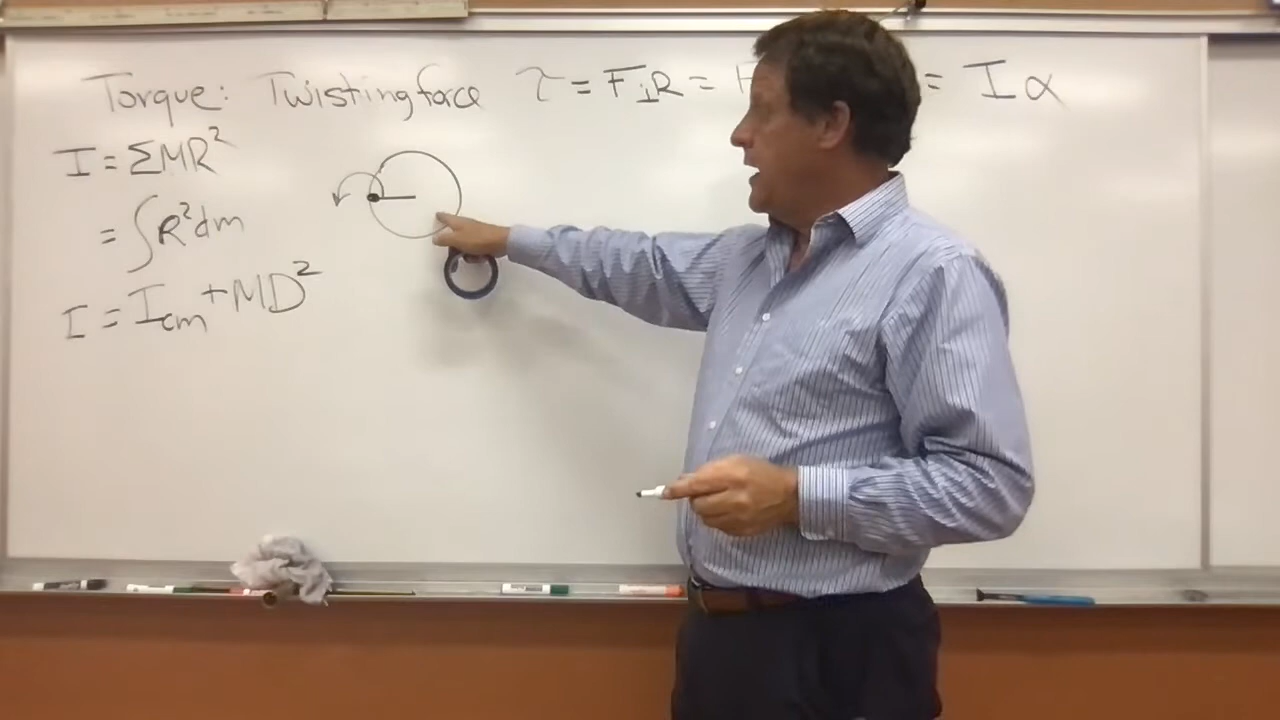 Torque: Twisting force τ = F⊥R = = Iα
I = ΣMR²
= ∫R²dm
I = Icm + MD²